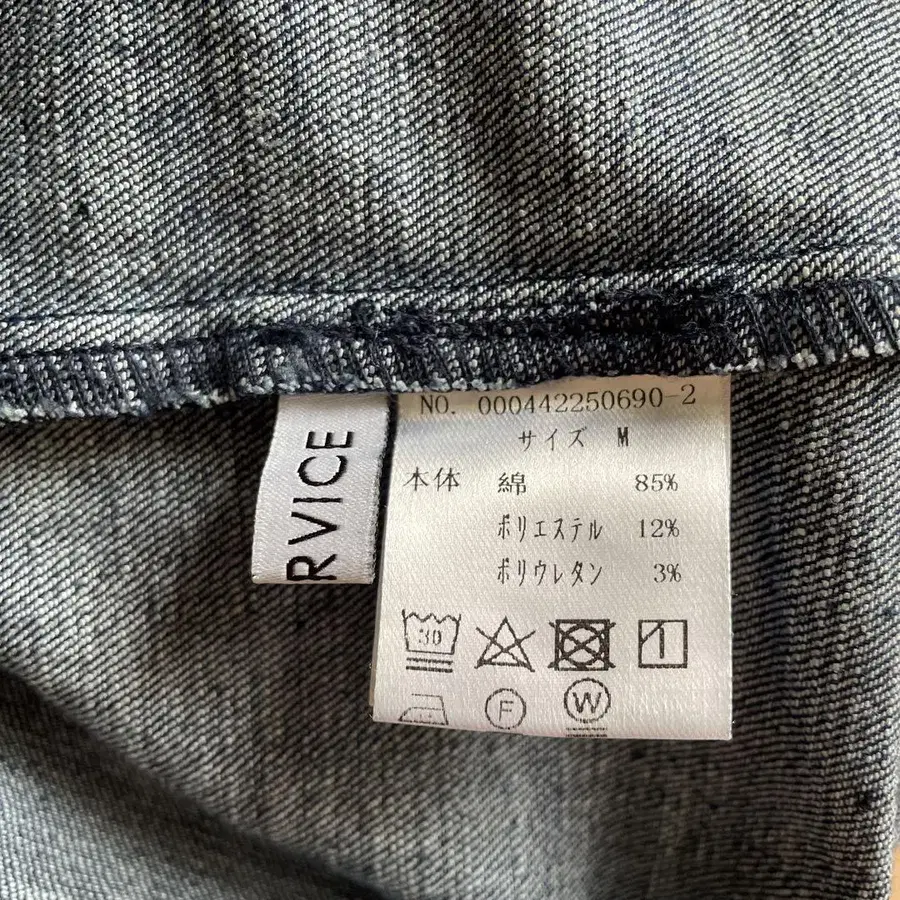 RVICE
NO. 000442250690-2
サイズ M
本体 綿 85%
ポリエステル 12%
ポリウレタン 3%
30
F
W